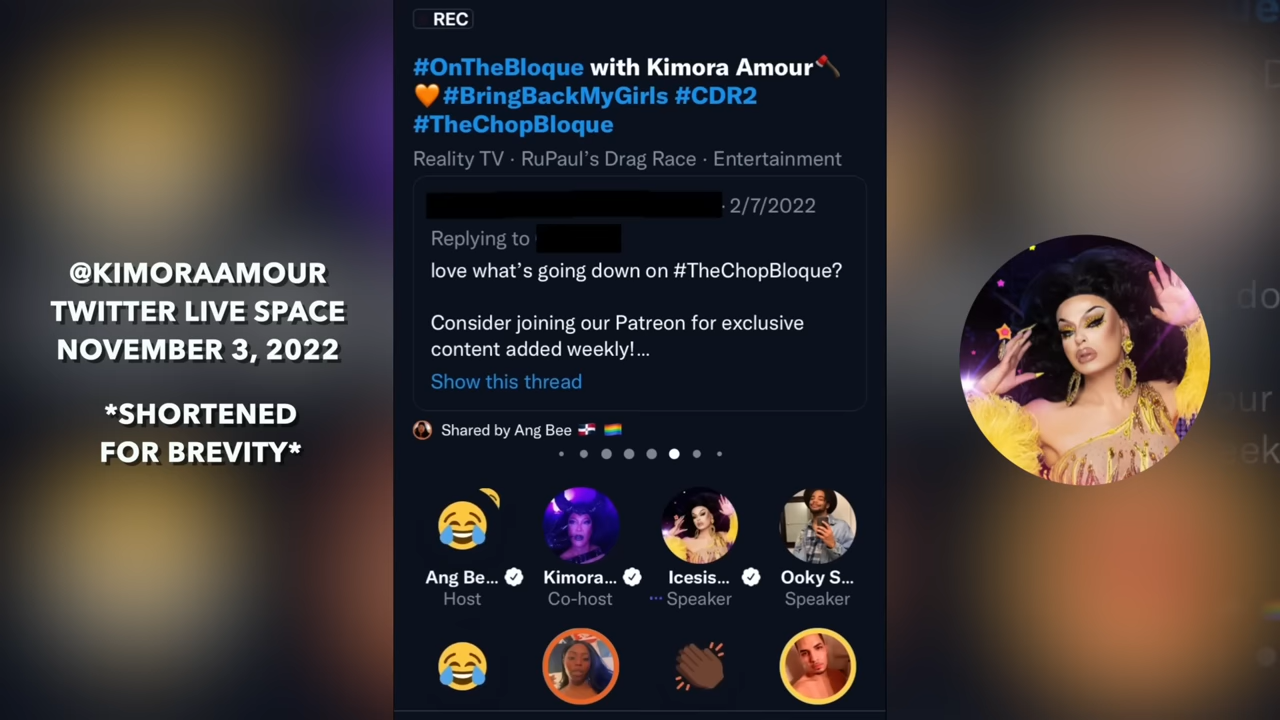 @KIMORAAMOUR
TWITTER LIVE SPACE
NOVEMBER 3, 2022
*SHORTENED
FOR BREVITY*
REC
#OnTheBloque with Kimora Amour🪓
🧡#BringBackMyGirls #CDR2
#TheChopBloque
Reality TV · RuPaul's Drag Race · Entertainment
· 2/7/2022
Replying to
love what's going down on #TheChopBloque?
Consider joining our Patreon for exclusive
content added weekly!...
Show this thread
Shared by Ang Bee 🇩🇴 🏳️‍🌈
Ang Be... Kimora... Icesis... Ooky S...
Host Co-host Speaker Speaker